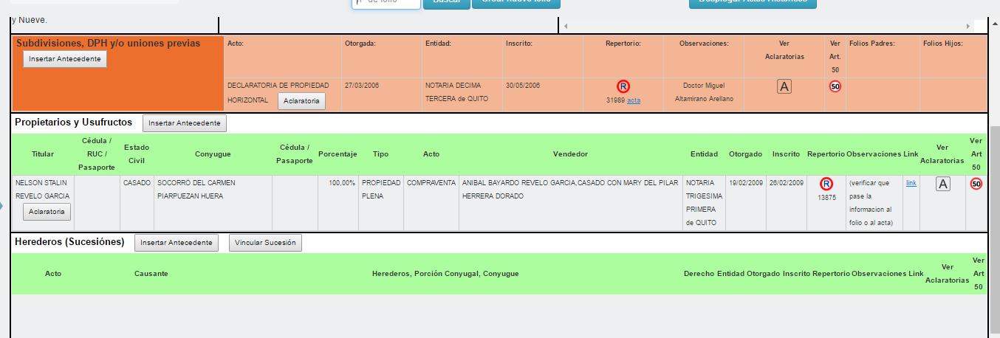 n° de folio
Buscar
Crear nuevo folio
Desplegar Actos Históricos
y Nueve.
Subdivisiones, DPH y/o uniones previas
Insertar Antecedente
Acto:
Otorgada:
Entidad:
Inscrito:
Repertorio:
Observaciones:
Ver
Aclaratorias
Ver
Art.
50
Folios Padres:
Folios Hijos:
DECLARATORIA DE PROPIEDAD
HORIZONTAL
Aclaratoria
27/03/2006
NOTARIA DECIMA
TERCERA de QUITO
30/05/2006
R
31989 acta
Doctor Miguel
Altamirano Arellano
A
50
Propietarios y Usufructos
Insertar Antecedente
Titular
Cédula /
RUC /
Pasaporte
Estado
Civil
Conyugue
Cédula /
Pasaporte
Porcentaje
Tipo
Acto
Vendedor
Entidad
Otorgado
Inscrito
Repertorio
Observaciones
Link
Ver
Aclaratorias
Ver
Art
50
NELSON STALIN
REVELO GARCIA
Aclaratoria
CASADO
SOCORRO DEL CARMEN
PIARPUEZAN HUERA
100,00%
PROPIEDAD
PLENA
COMPRAVENTA
ANIBAL BAYARDO REVELO GARCIA,CASADO CON MARY DEL PILAR
HERRERA DORADO
NOTARIA
TRIGESIMA
PRIMERA
de QUITO
19/02/2009
26/02/2009
R
13875
(verificar que
pase la
informacion al
folio o al acta)
link
A
50
Herederos (Sucesiónes)
Insertar Antecedente
Vincular Sucesión
Acto
Causante
Herederos, Porción Conyugal, Conyugue
Derecho
Entidad
Otorgado
Inscrito
Repertorio
Observaciones
Link
Ver
Aclaratorias
Ver
Art
50